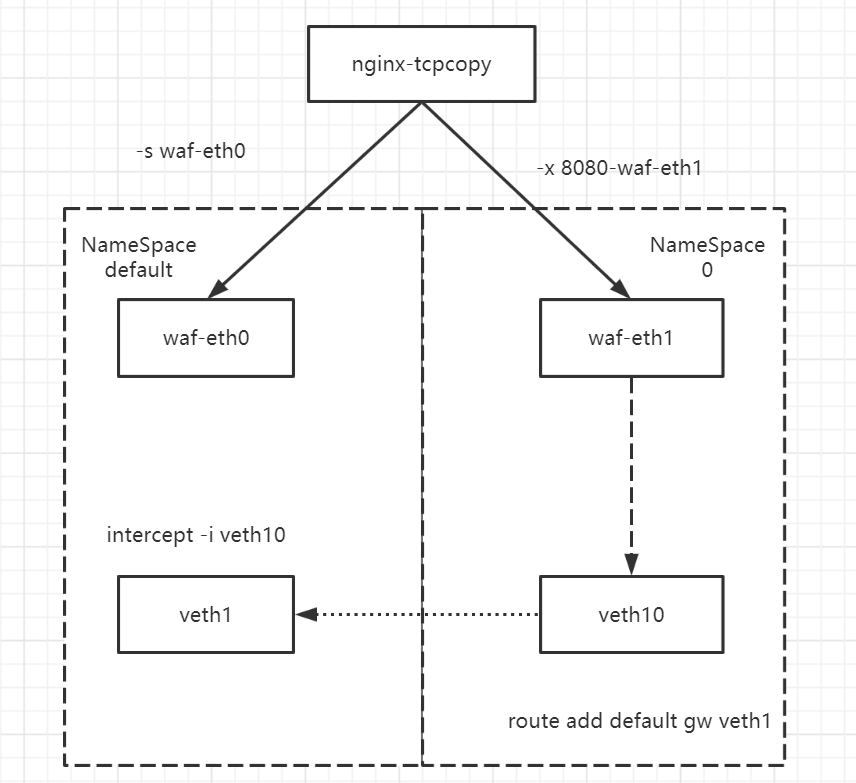 nginx-tcpcopy
-s waf-eth0
-x 8080-waf-eth1
NameSpace
default
NameSpace
0
waf-eth0
waf-eth1
intercept -i veth10
veth1
veth10
route add default gw veth1